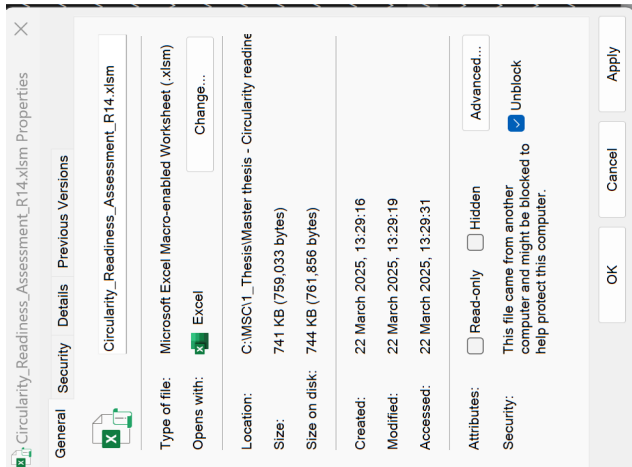 Circularity_Readiness_Assessment_R14.xlsm Properties
General Security Details Previous Versions
Circularity_Readiness_Assessment_R14.xlsm
Type of file: Microsoft Excel Macro-enabled Worksheet (.xlsm)
Opens with: Excel Change...
Location: C:\MSC\1_Thesis\Master thesis - Circularity readine
Size: 741 KB (759,033 bytes)
Size on disk: 744 KB (761,856 bytes)
Created: 22 March 2025, 13:29:16
Modified: 22 March 2025, 13:29:19
Accessed: 22 March 2025, 13:29:31
Attributes: Read-only Hidden Advanced...
Security: This file came from another Unblock
computer and might be blocked to
help protect this computer.
OK Cancel Apply